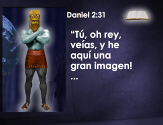 Daniel 2:31
“Tú, oh rey,
veías, y he
aquí una
gran imagen!
...